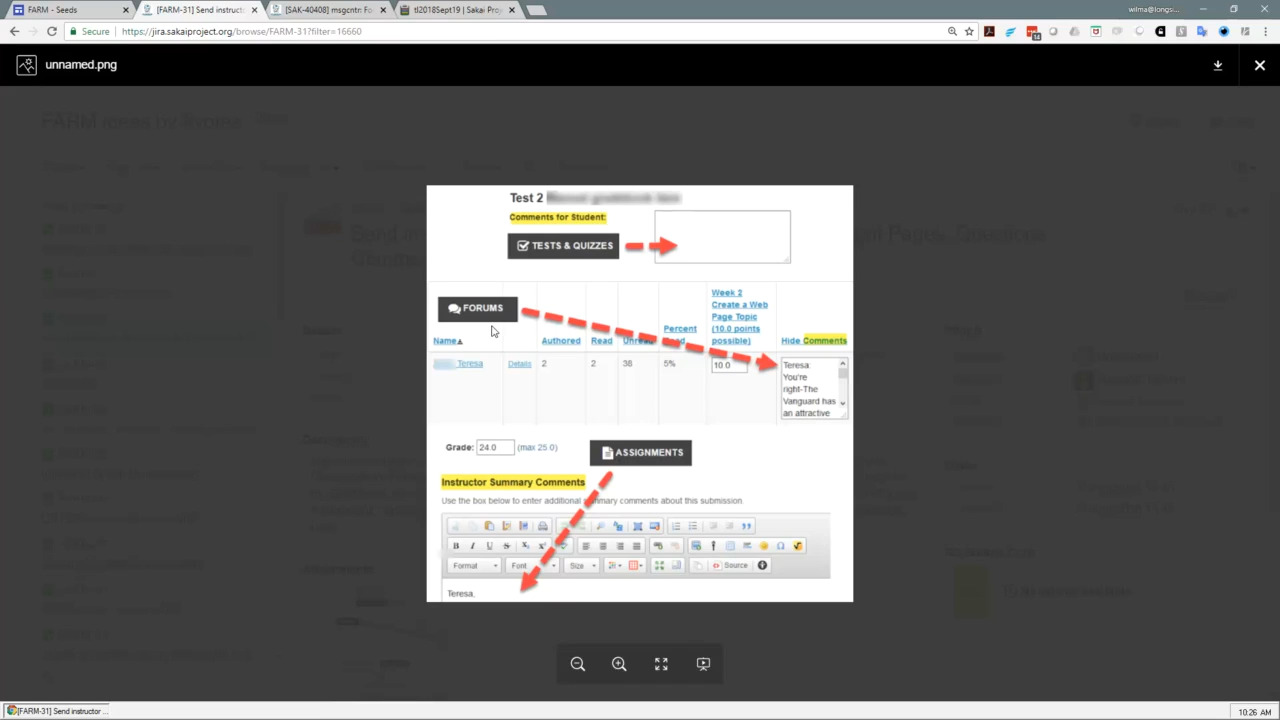 FARM - Seeds
[FARM-31] Send instruct
[SAK-40408] msgcntr: Fo
tl2018Sept19 | Sakai Proj
wilma@longs
Secure
https://jira.sakaiproject.org/browse/FARM-31?filter=16660
unnamed.png
Test 2
Comments for Student:
TESTS & QUIZZES
FORUMS
Week 2
Create a Web
Page Topic
(10.0 points
possible)
Name
Authored
Read
Percent
Hide Comments
Teresa
Details
2
2
38
5%
10.0
Teresa
You're
right-The
Vanguard has
an attractive
Grade: 24.0 (max 25.0)
ASSIGNMENTS
Instructor Summary Comments
Use the box below to enter additional summary comments about this submission.
B I U S
Format Font Size Source
Teresa,
[FARM-31] Send instructor ...
10:26 AM